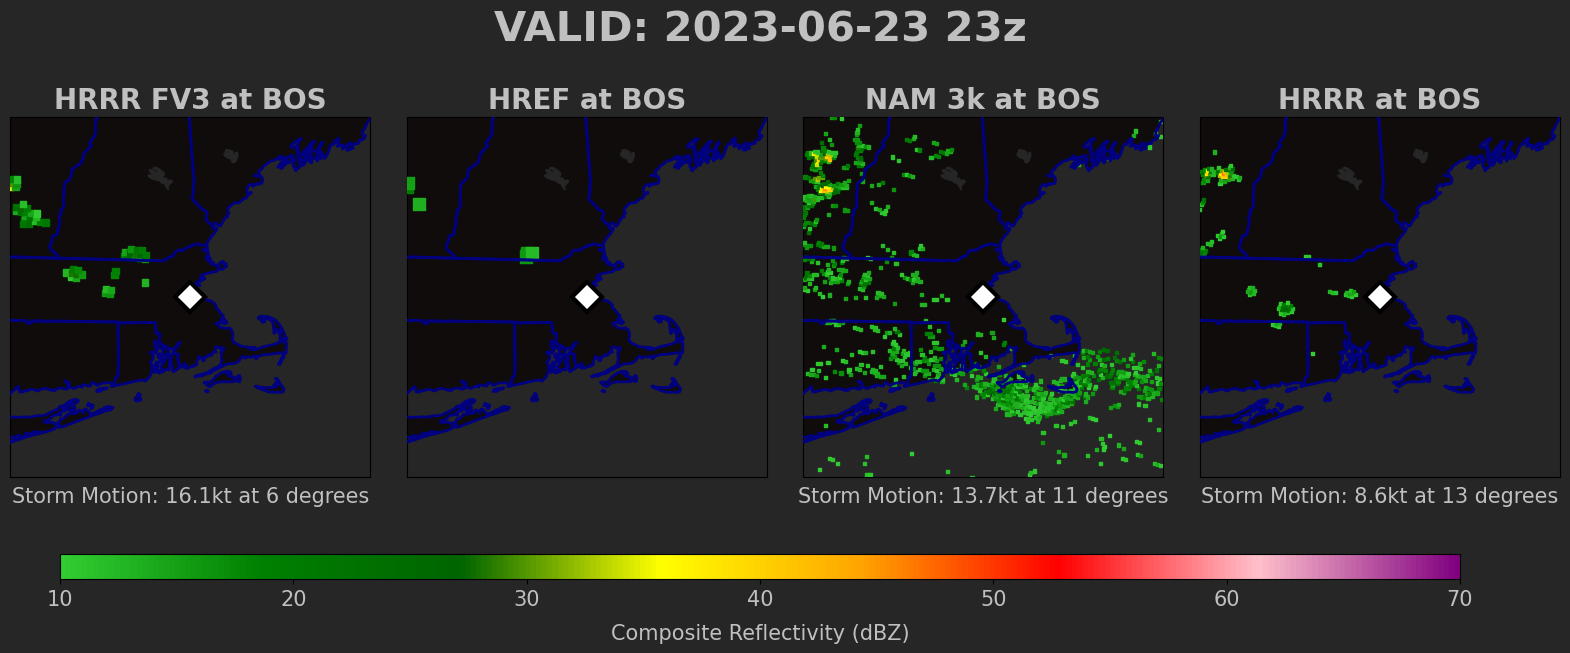 VALID: 2023-06-23 23z
HRRR FV3 at BOS
HREF at BOS
NAM 3k at BOS
HRRR at BOS
Storm Motion: 16.1kt at 6 degrees
Storm Motion: 13.7kt at 11 degrees
Storm Motion: 8.6kt at 13 degrees
10 20 30 40 50 60 70
Composite Reflectivity (dBZ)